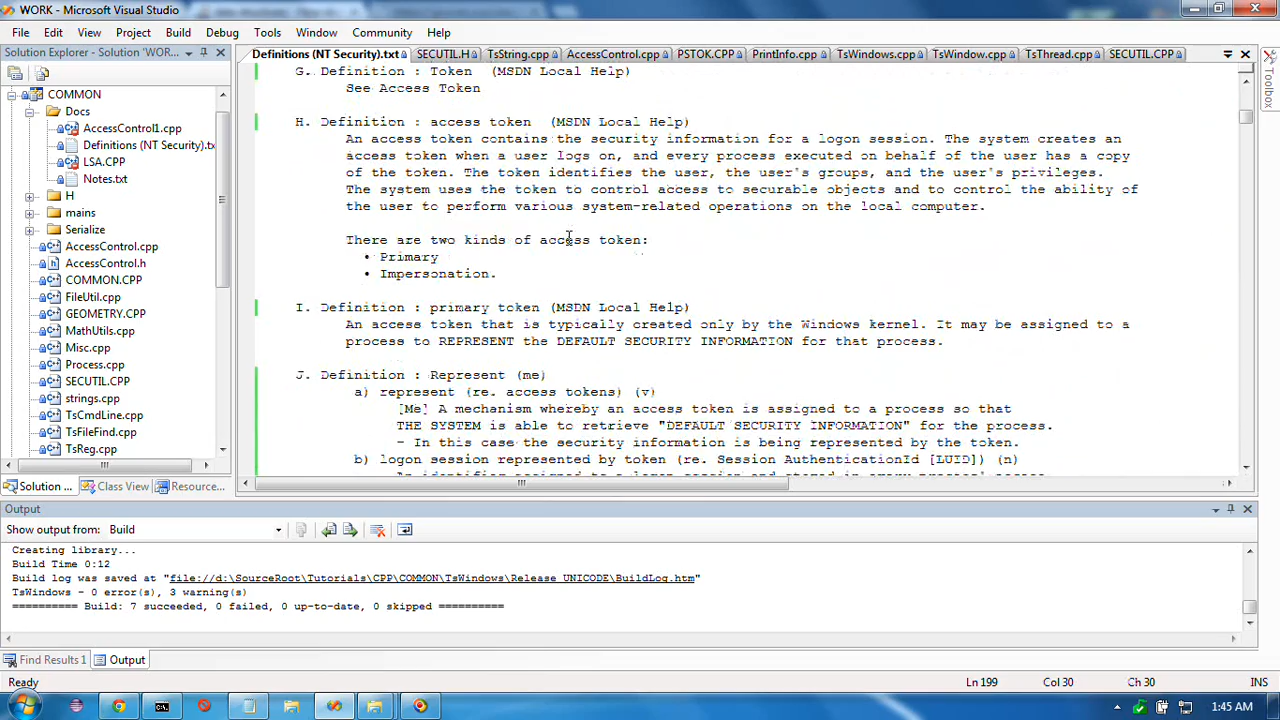 WORK - Microsoft Visual Studio
File Edit View Project Build Debug Tools Window Community Help
Solution Explorer - Solution 'WOR...
Definitions (NT Security).txt SECUTIL.H TsString.cpp AccessControl.cpp PSTOK.CPP PrintInfo.cpp TsWindows.cpp TsWindow.cpp TsThread.cpp SECUTIL.CPP
Toolbox
COMMON
Docs
AccessControl1.cpp
Definitions (NT Security).tx
LSA.CPP
Notes.txt
H
mains
Serialize
AccessControl.cpp
AccessControl.h
COMMON.CPP
FileUtil.cpp
GEOMETRY.CPP
MathUtils.cpp
Misc.cpp
Process.cpp
SECUTIL.CPP
strings.cpp
TsCmdLine.cpp
TsFileFind.cpp
TsReg.cpp
Solution ... Class View Resource...
G. Definition : Token (MSDN Local Help)
See Access Token
H. Definition : access token (MSDN Local Help)
An access token contains the security information for a logon session. The system creates an
access token when a user logs on, and every process executed on behalf of the user has a copy
of the token. The token identifies the user, the user's groups, and the user's privileges.
The system uses the token to control access to securable objects and to control the ability of
the user to perform various system-related operations on the local computer.
There are two kinds of access token:
• Primary
• Impersonation.
I. Definition : primary token (MSDN Local Help)
An access token that is typically created only by the Windows kernel. It may be assigned to a
process to REPRESENT the DEFAULT SECURITY INFORMATION for that process.
J. Definition : Represent (me)
a) represent (re. access tokens) (v)
[Me] A mechanism whereby an access token is assigned to a process so that
THE SYSTEM is able to retrieve "DEFAULT SECURITY INFORMATION" for the process.
- In this case the security information is being represented by the token.
b) logon session represented by token (re. Session AuthenticationId [LUID]) (n)
Output
Show output from: Build
Creating library...
Build Time 0:12
Build log was saved at "file://d:\SourceRoot\Tutorials\CPP\COMMON\TsWindows\Release UNICODE\BuildLog.htm"
TsWindows - 0 error(s), 3 warning(s)
========== Build: 7 succeeded, 0 failed, 0 up-to-date, 0 skipped ==========
Find Results 1 Output
Ready Ln 199 Col 30 Ch 30 INS
1:45 AM